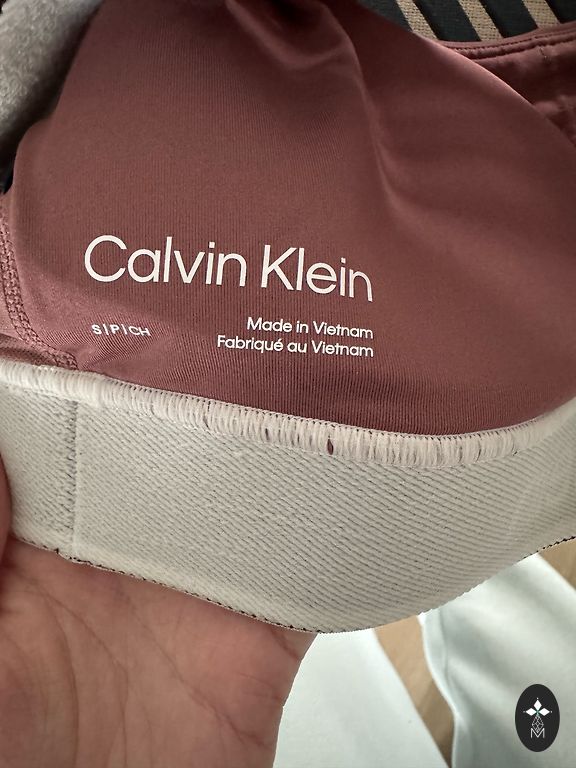 Calvin Klein
S|P|CH
Made in Vietnam
Fabriqué au Vietnam